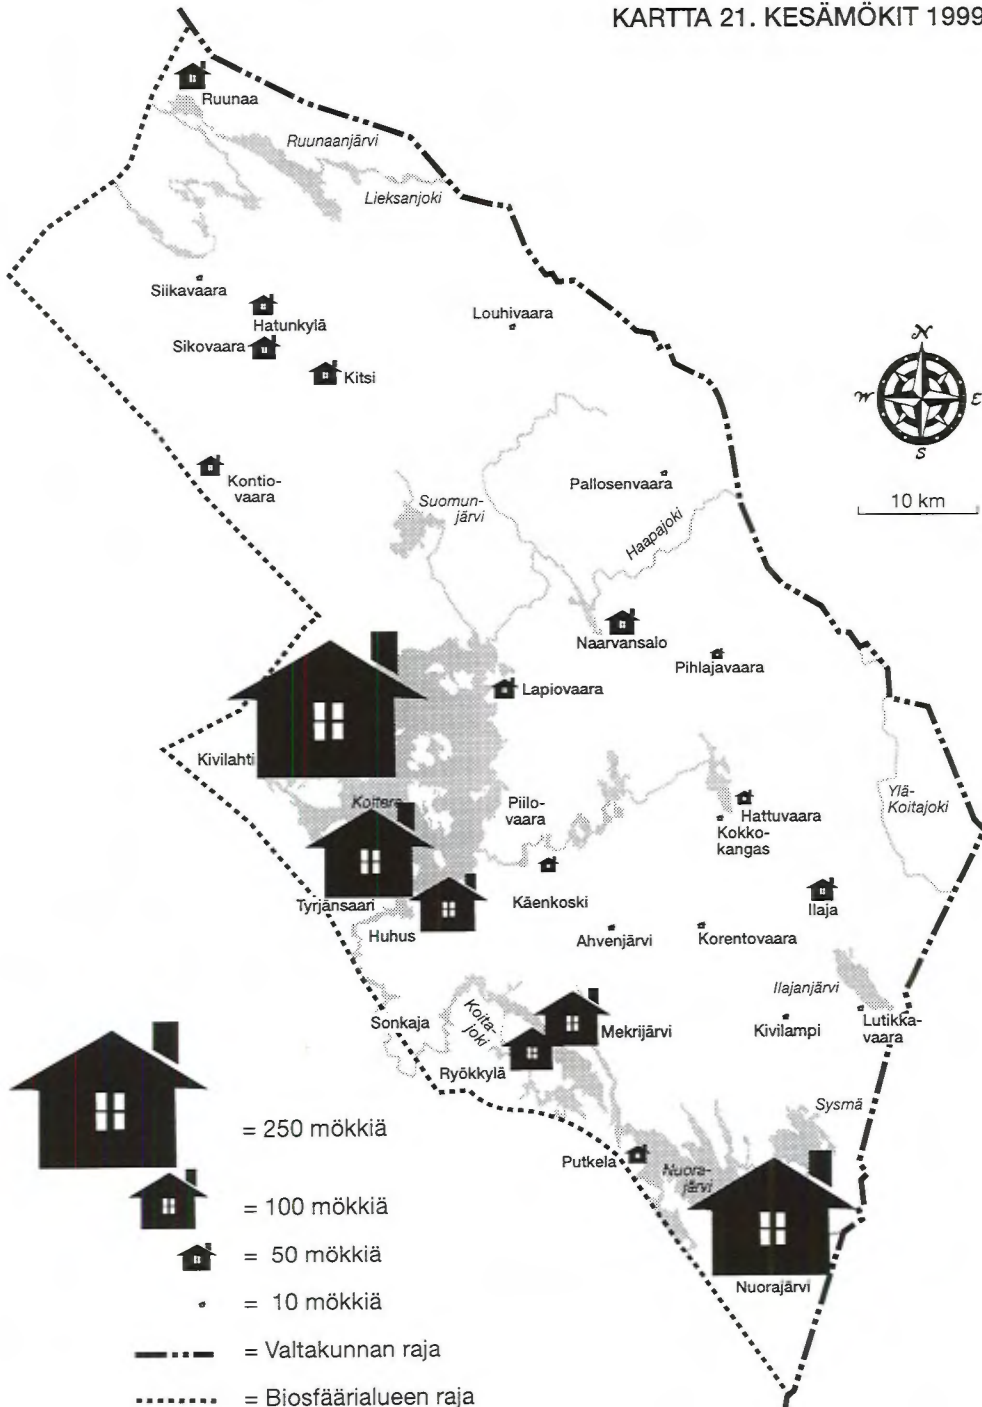 KARTTA 21. KESÄMÖKIT 1999
Ruunaa
Ruunaanjärvi
Lieksanjoki
Siikavaara
Hatunkylä
Louhivaara
Sikovaara
Kitsi
N
W
E
S
10 km
Kontio-
vaara
Suomun-
järvi
Pallosenvaara
Haapajoki
Naarvansalo
Pihlajavaara
Lapiovaara
Kivilahti
Koitere
Piilo-
vaara
Hattuvaara
Kokko-
kangas
Ylä-
Koitajoki
Käenkoski
Tyrjänsaari
Ilaja
Huhus
Ahvenjärvi
Korentovaara
Ilajanjärvi
Sonkaja
Koita-
joki
Mekrijärvi
Kivilampi
Lutikka-
vaara
Ryökkylä
Sysmä
Putkela
Nuora-
järvi
Nuorajärvi
= 250 mökkiä
= 100 mökkiä
= 50 mökkiä
= 10 mökkiä
= Valtakunnan raja
= Biosfäärialueen raja